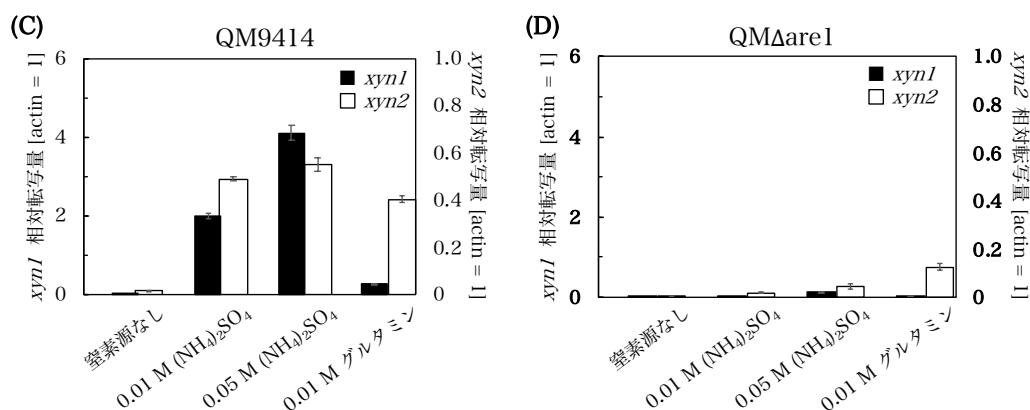 (C)
QM9414
xyn1 相対転写量 [actin = 1]
6
4
2
0
xyn1
xyn2
1.0
0.8
0.6
0.4
0.2
0
xyn2 相対転写量 [actin = 1]
窒素源なし
0.01 M (NH₄)₂SO₄
0.05 M (NH₄)₂SO₄
0.01 M グルタミン
(D)
QMΔare1
xyn1 相対転写量 [actin = 1]
6
4
2
0
xyn1
xyn2
1.0
0.8
0.6
0.4
0.2
0
xyn2 相対転写量 [actin = 1]
窒素源なし
0.01 M (NH₄)₂SO₄
0.05 M (NH₄)₂SO₄
0.01 M グルタミン